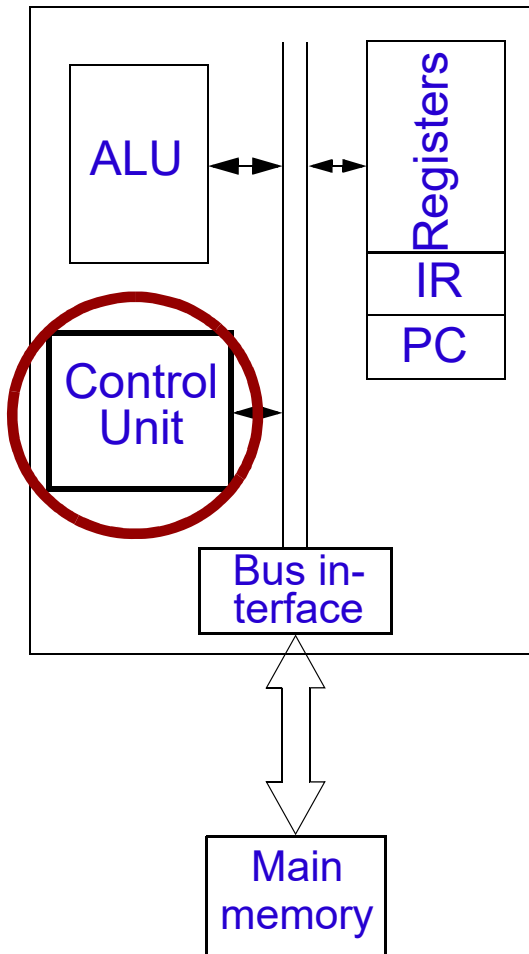 ALU
Registers
IR
PC
Control
Unit
Bus in-
terface
Main
memory